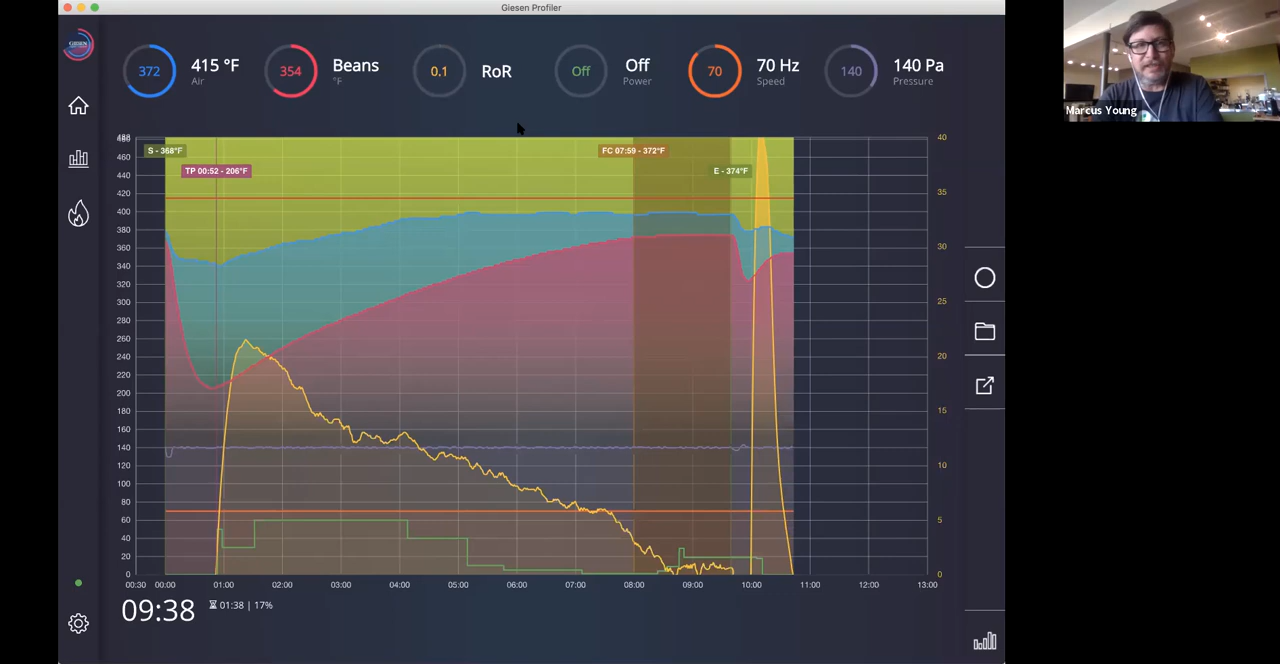 Giesen Profiler
GIESEN
372
415 °F
Air
354
Beans
°F
0.1
RoR
Off
Off
Power
70
70 Hz
Speed
140
140 Pa
Pressure
Marcus Young
S - 368°F
TP 00:52 - 206°F
FC 07:59 - 372°F
E - 374°F
460
440
420
400
380
360
340
320
300
280
260
240
220
200
180
160
140
120
100
80
60
40
20
0
40
35
30
25
20
15
10
5
0
00:30 00:00 01:00 02:00 03:00 04:00 05:00 06:00 07:00 08:00 09:00 10:00 11:00 12:00 13:00
09:38
01:38 | 17%